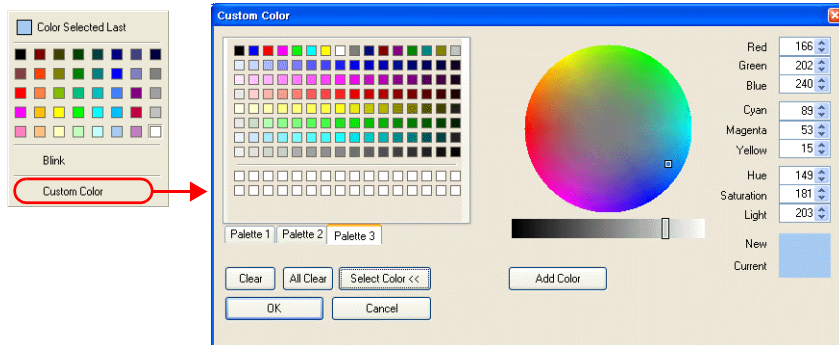 Color Selected Last
Blink
Custom Color
Custom Color
Palette 1 Palette 2 Palette 3
Clear All Clear Select Color <<
OK Cancel
Add Color
Red 166
Green 202
Blue 240
Cyan 89
Magenta 53
Yellow 15
Hue 149
Saturation 181
Light 203
New
Current